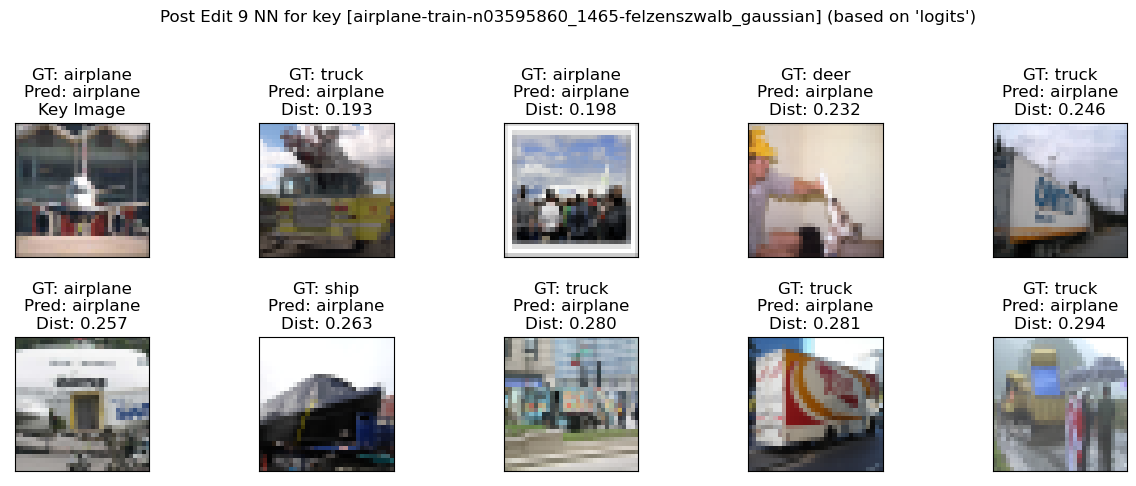 Post Edit 9 NN for key [airplane-train-n03595860_1465-felzenszwalb_gaussian] (based on 'logits')
GT: airplane
Pred: airplane
Key Image
GT: truck
Pred: airplane
Dist: 0.193
GT: airplane
Pred: airplane
Dist: 0.198
GT: deer
Pred: airplane
Dist: 0.232
GT: truck
Pred: airplane
Dist: 0.246
GT: airplane
Pred: airplane
Dist: 0.257
GT: ship
Pred: airplane
Dist: 0.263
GT: truck
Pred: airplane
Dist: 0.280
GT: truck
Pred: airplane
Dist: 0.281
GT: truck
Pred: airplane
Dist: 0.294